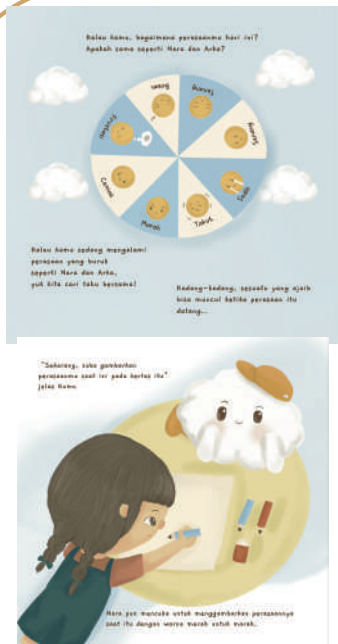 Kalau kamu, bagaimana perasaanmu hari ini?
Apakah sama seperti Nara dan Arka?
Senang
Senang
Sedih
Takut
Marah
Cemas
Kalau kamu sedang mengalami
perasaan yang buruk
seperti Nara dan Arka,
yuk kita cari tahu bersama!
Kadang-kadang, sesuatu yang ajaib
bisa muncul ketika perasaan itu
datang...
"Sekarang, coba gambarkan
perasaanmu saat ini pada kertas itu"
jelas Kumo.
Nara pun mencoba untuk menggambarkan perasaannya
saat itu dengan warna merah untuk marah.